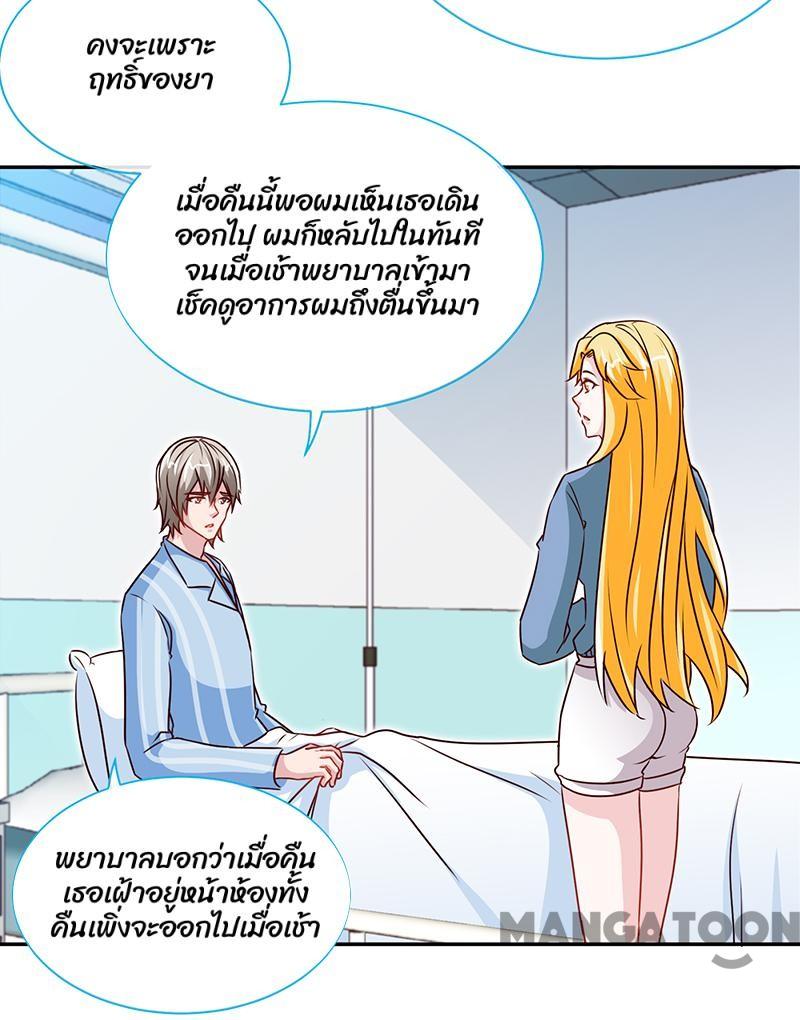 คงจะเพราะ
ฤทธิ์ของยา
เมื่อคืนนี้พอผมเห็นเธอเดิน
ออกไป ผมก็หลับไปในทันที
จนเมื่อเช้าพยาบาลเข้ามา
เช็คดูอาการผมถึงตื่นขึ้นมา
พยาบาลบอกว่าเมื่อคืน
เธอเฝ้าอยู่หน้าห้องทั้ง
คืนเพิ่งจะออกไปเมื่อเช้า
MANGATOON